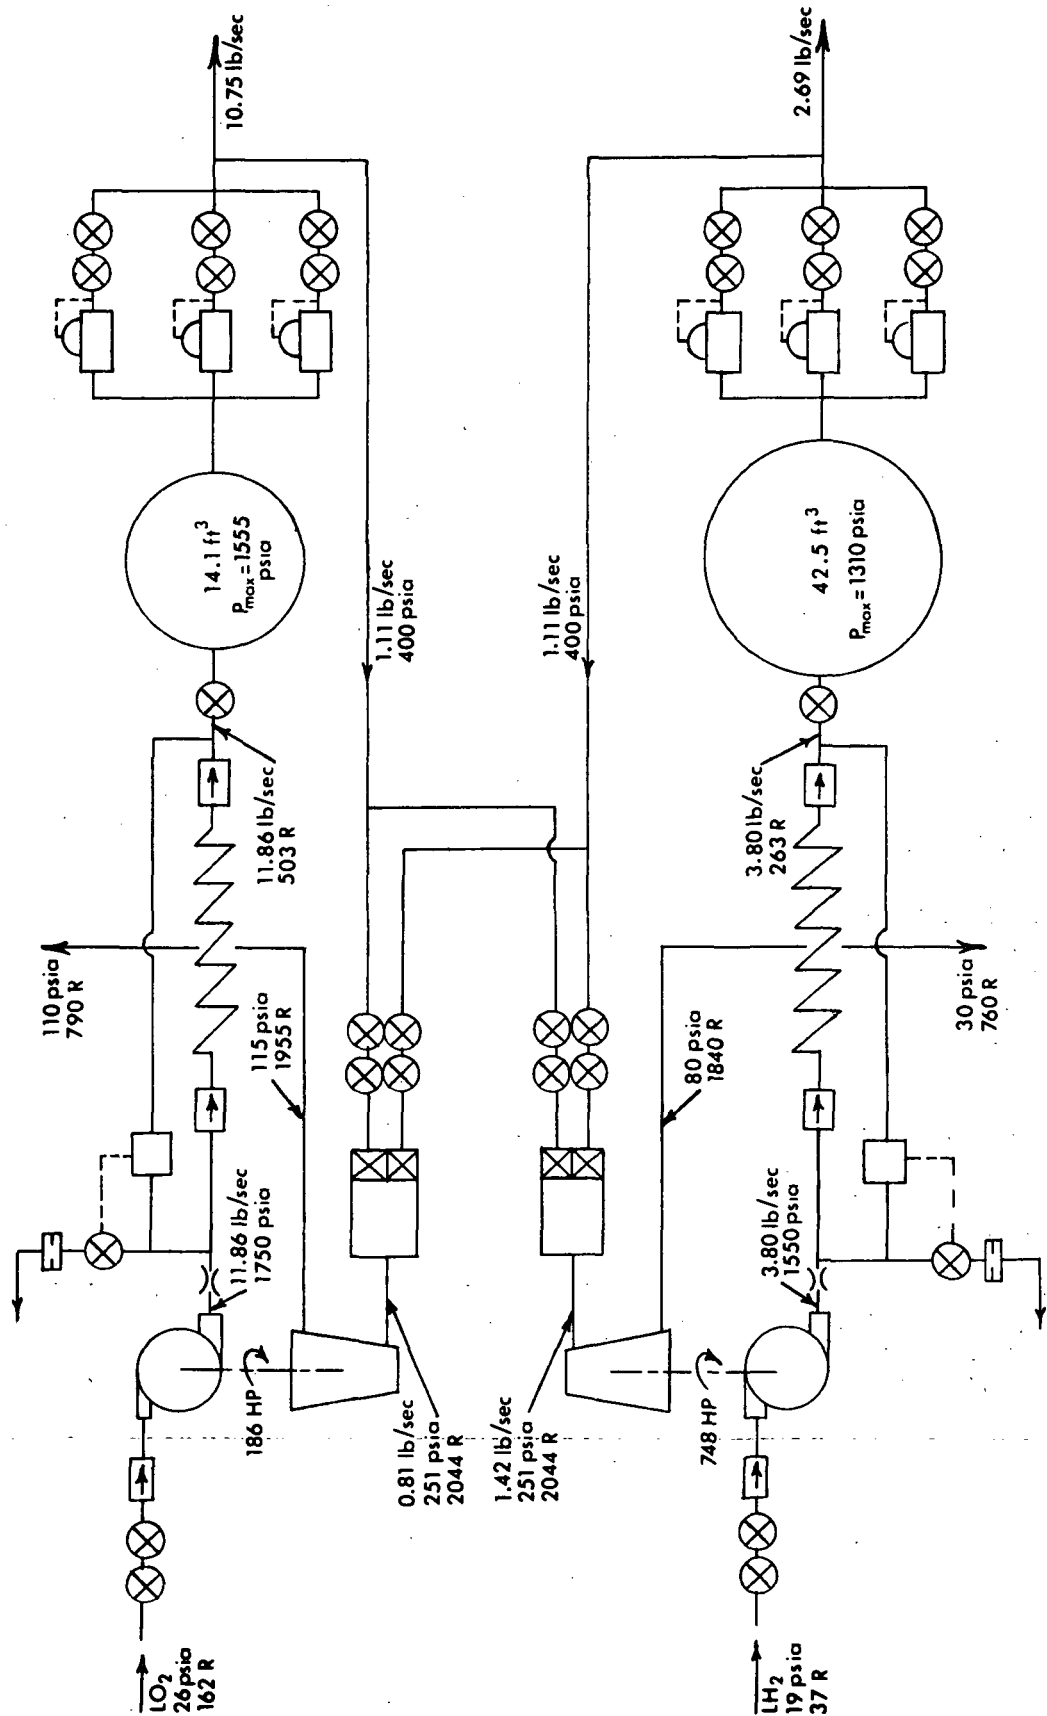 LO2
26psia
162 R
186 HP
11.86 lb/sec
1750 psia
110 psia
790 R
115 psia
1955 R
0.81 lb/sec
251 psia
2044 R
11.86 lb/sec
503 R
14.1 ft3
Pmax = 1555
psia
1.11 lb/sec
400 psia
10.75 lb/sec
LH2
19 psia
37 R
748 HP
3.80 lb/sec
1550 psia
1.42 lb/sec
251 psia
2044 R
80 psia
1840 R
30 psia
760 R
3.80 lb/sec
263 R
1.11 lb/sec
400 psia
42.5 ft3
Pmax = 1310 psia
2.69 lb/sec